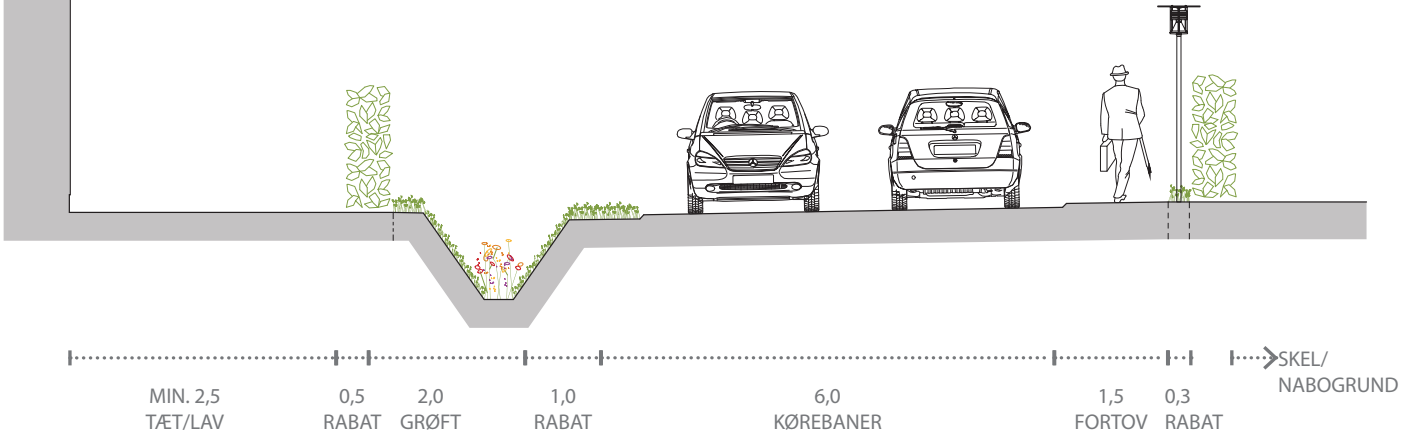 SKEL/
NABOGRUND
MIN. 2,5
TÆT/LAV
0,5
RABAT
2,0
GRØFT
1,0
RABAT
6,0
KØREBANER
1,5
FORTOV
0,3
RABAT